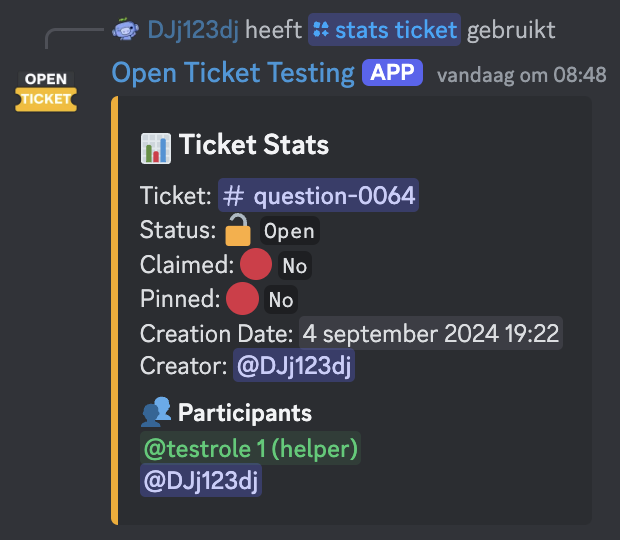 DJj123dj heeft stats ticket gebruikt
OPEN
TICKET
Open Ticket Testing APP vandaag om 08:48
Ticket Stats
Ticket: # question-0064
Status: Open
Claimed: No
Pinned: No
Creation Date: 4 september 2024 19:22
Creator: @DJj123dj
Participants
@testrole 1 (helper)
@DJj123dj